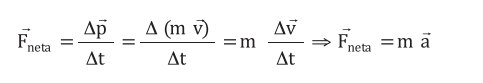 F⃗neta = Δp⃗/Δt = Δ (m v⃗)/Δt = m Δv⃗/Δt ⇒ F⃗neta = m a⃗